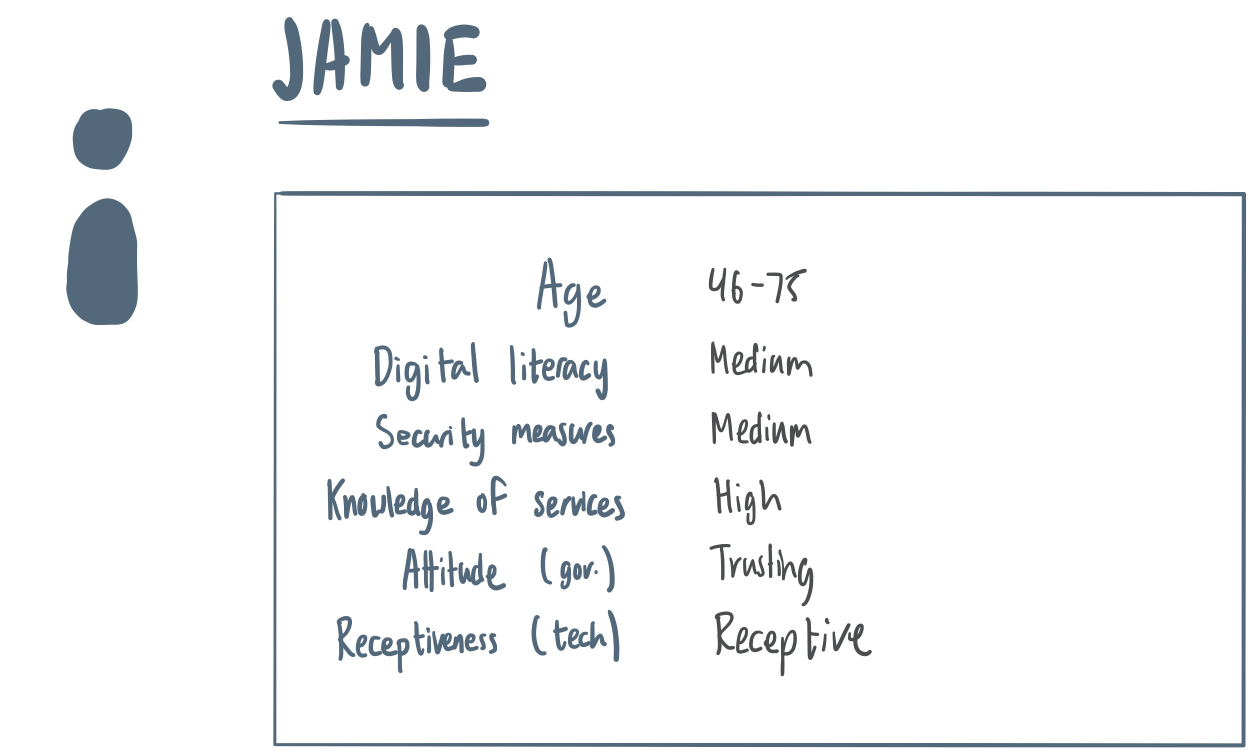 JAMIE
Age 46-75
Digital literacy Medium
Security measures Medium
Knowledge of services High
Attitude (gov.) Trusting
Receptiveness (tech) Receptive